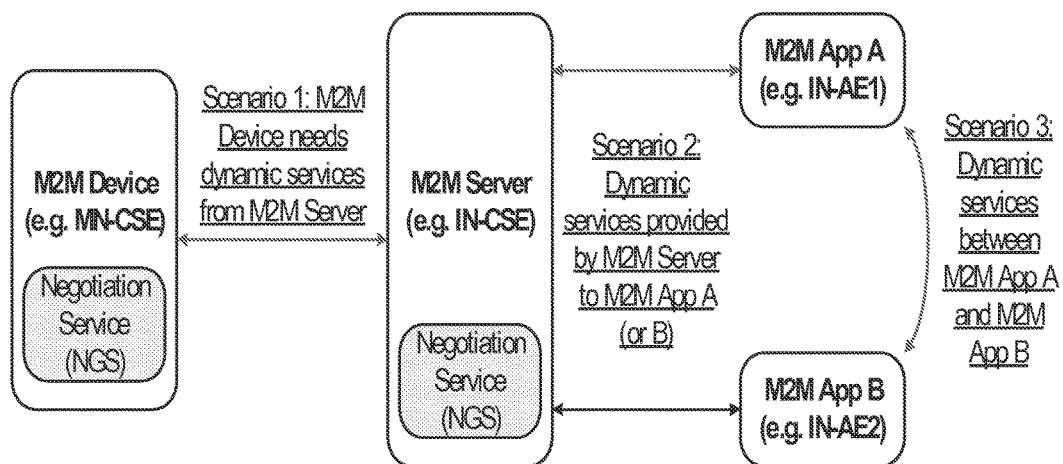 M2M Device
(e.g. MN-CSE)
Negotiation
Service
(NGS)
Scenario 1: M2M
Device needs
dynamic services
from M2M Server
M2M Server
(e.g. IN-CSE)
Negotiation
Service
(NGS)
Scenario 2:
Dynamic
services provided
by M2M Server
to M2M App A
(or B)
M2M App A
(e.g. IN-AE1)
M2M App B
(e.g. IN-AE2)
Scenario 3:
Dynamic
services
between
M2M App A
and M2M
App B